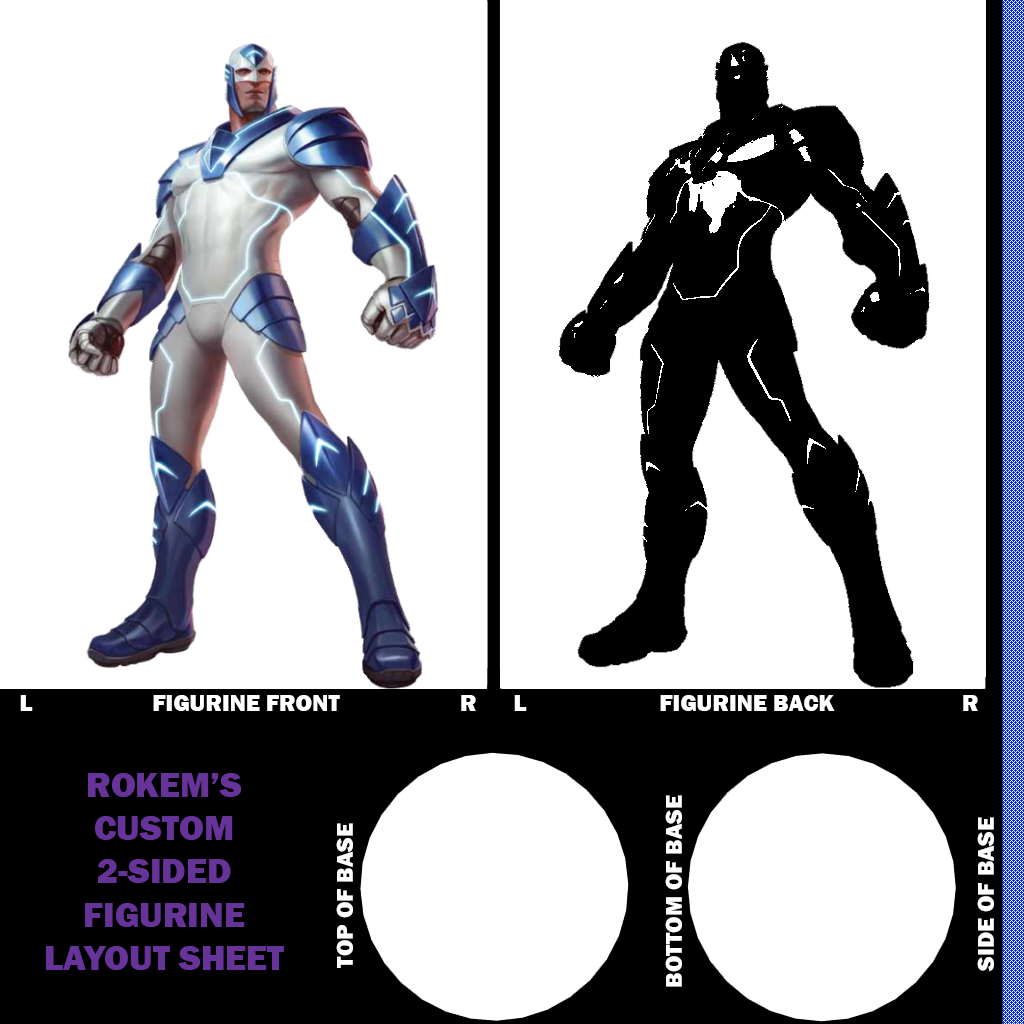 L FIGURINE FRONT R
L FIGURINE BACK R
ROKEM’S
CUSTOM
2-SIDED
FIGURINE
LAYOUT SHEET
TOP OF BASE
BOTTOM OF BASE
SIDE OF BASE